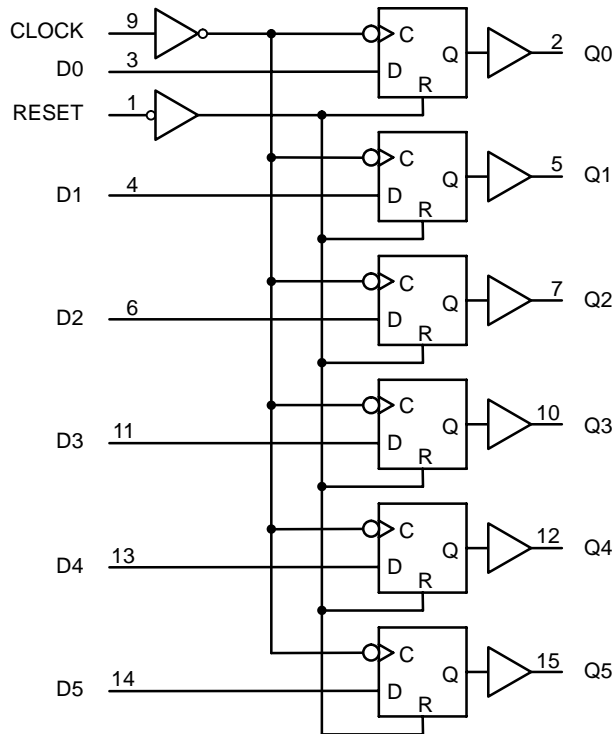 CLOCK 9 C Q 2 Q0
D0 3 D
R
RESET 1
C Q 5 Q1
D1 4 D
R
C Q 7 Q2
D2 6 D
R
C Q 10 Q3
D3 11 D
R
C Q 12 Q4
D4 13 D
R
C Q 15 Q5
D5 14 D
R